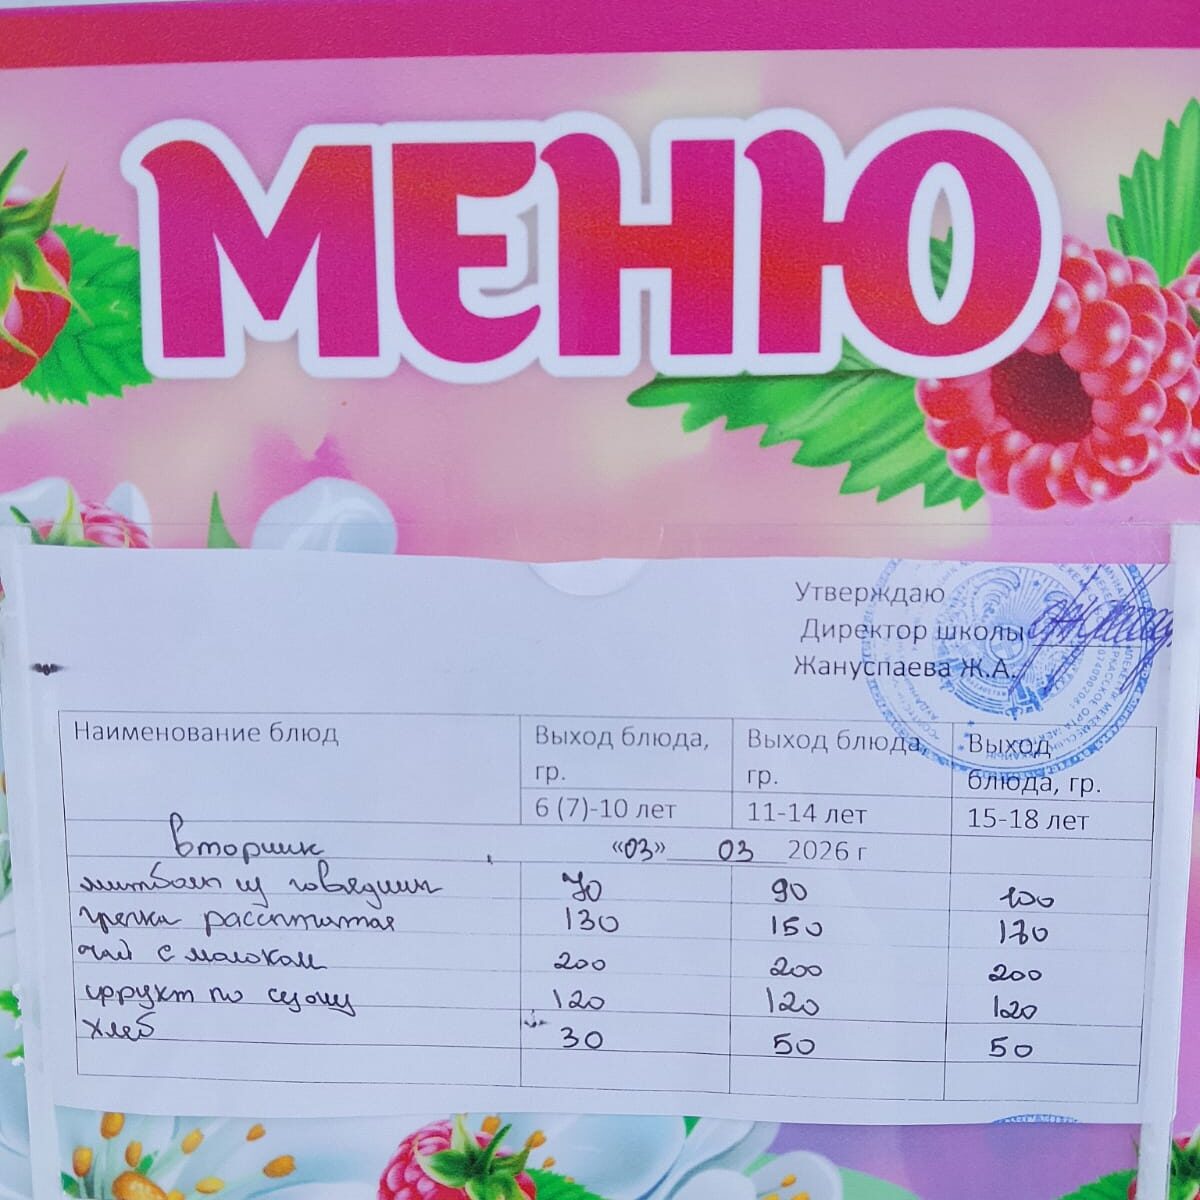 МЕНЮ
Утверждаю
Директор школы
Жануспаева Ж.А.
Наименование блюд Выход блюда, гр. Выход блюда, гр. Выход блюда, гр.
6 (7)-10 лет 11-14 лет 15-18 лет
вторник «03» 03 2026 г
митболы из говядины 70 90 100
гречка рассыпчатая 130 150 180
чай с молоком 200 200 200
фрукт по сезону 120 120 120
хлеб 30 50 50